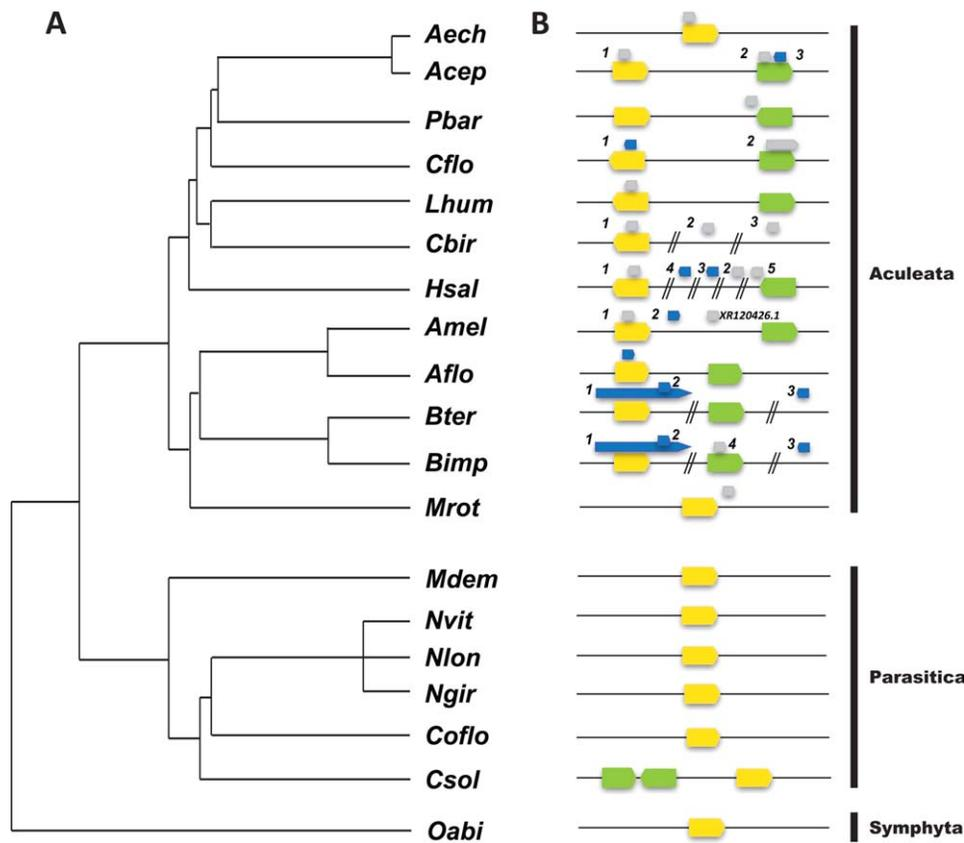 A
B
Aech
1 2 3
Acep
Pbar
1 2
Cflo
Lhum
1 2 3
Cbir
Aculeata
1 4 3 2 5
Hsal
1 2 XR120426.1
Amel
Aflo
1 2 3
Bter
1 2 4 3
Bimp
Mrot
Mdem
Nvit
Nlon
Parasitica
Ngir
Coflo
Csol
Oabi
Symphyta